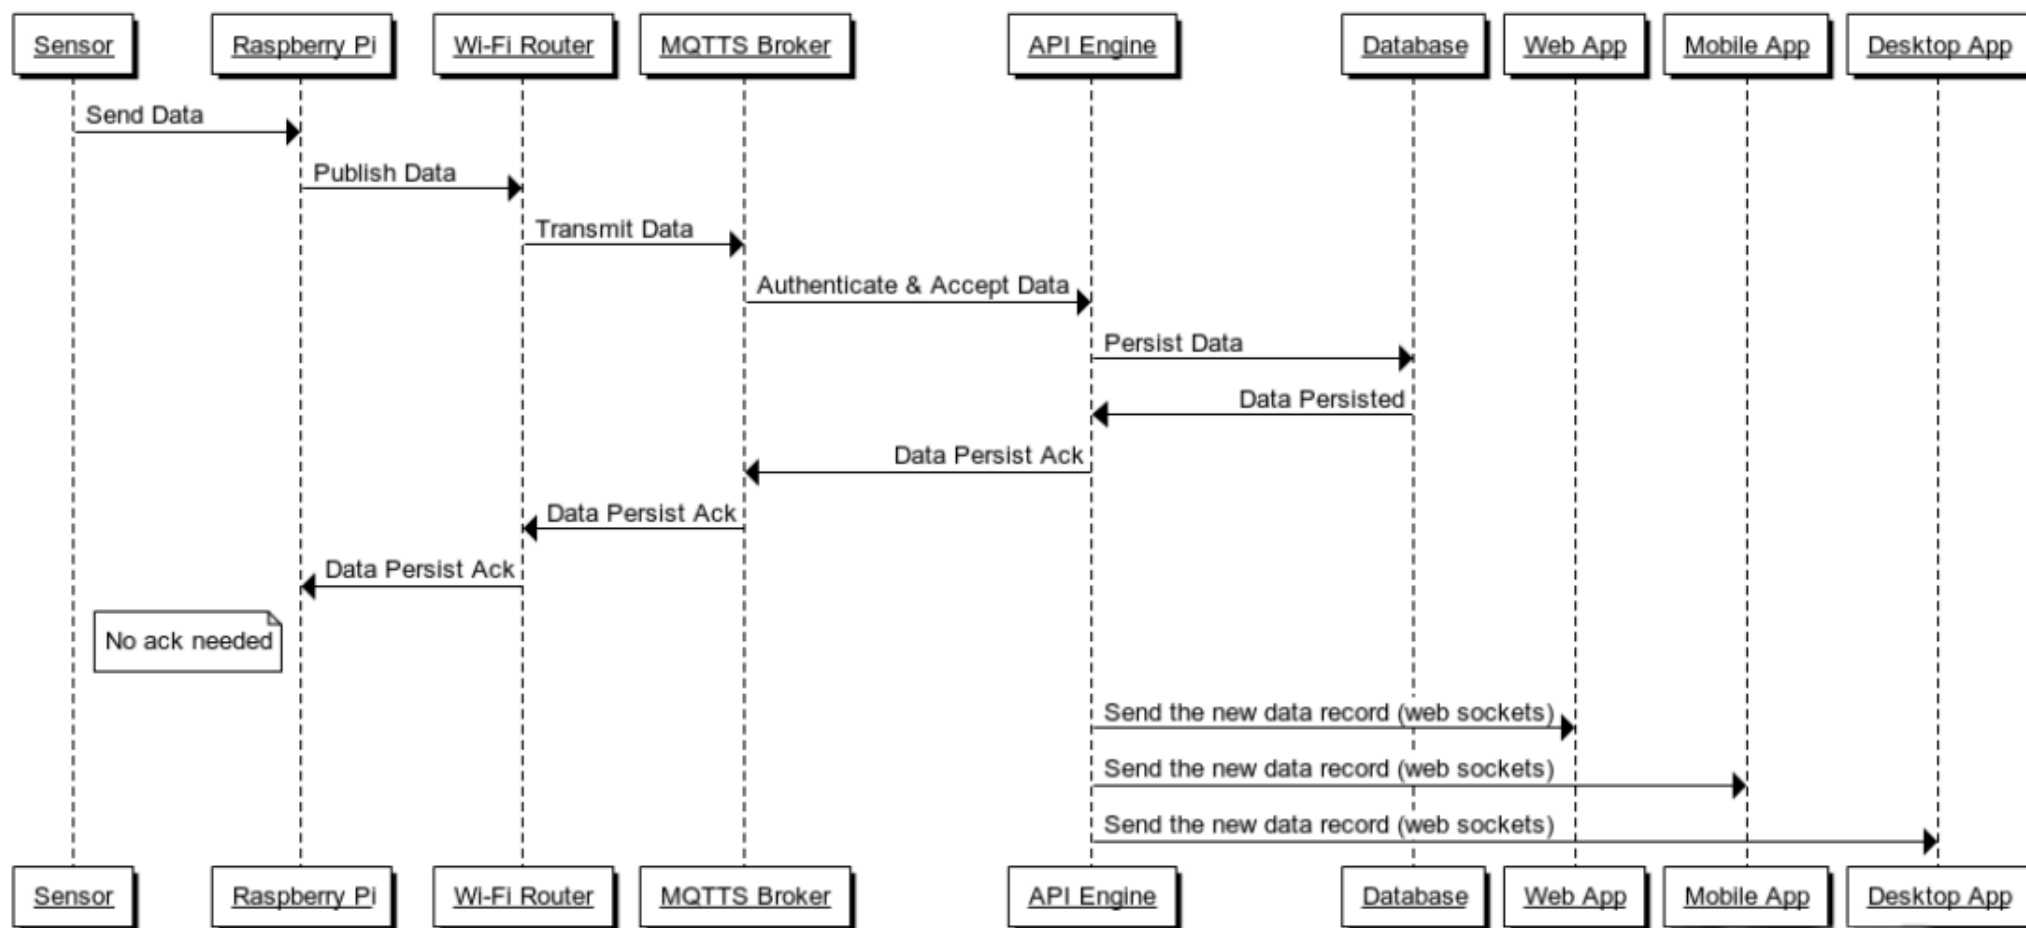 Sensor
Raspberry Pi
Wi-Fi Router
MQTTS Broker
API Engine
Database
Web App
Mobile App
Desktop App
Send Data
Publish Data
Transmit Data
Authenticate & Accept Data
Persist Data
Data Persisted
Data Persist Ack
Data Persist Ack
Data Persist Ack
No ack needed
Send the new data record (web sockets)
Send the new data record (web sockets)
Send the new data record (web sockets)
Sensor
Raspberry Pi
Wi-Fi Router
MQTTS Broker
API Engine
Database
Web App
Mobile App
Desktop App